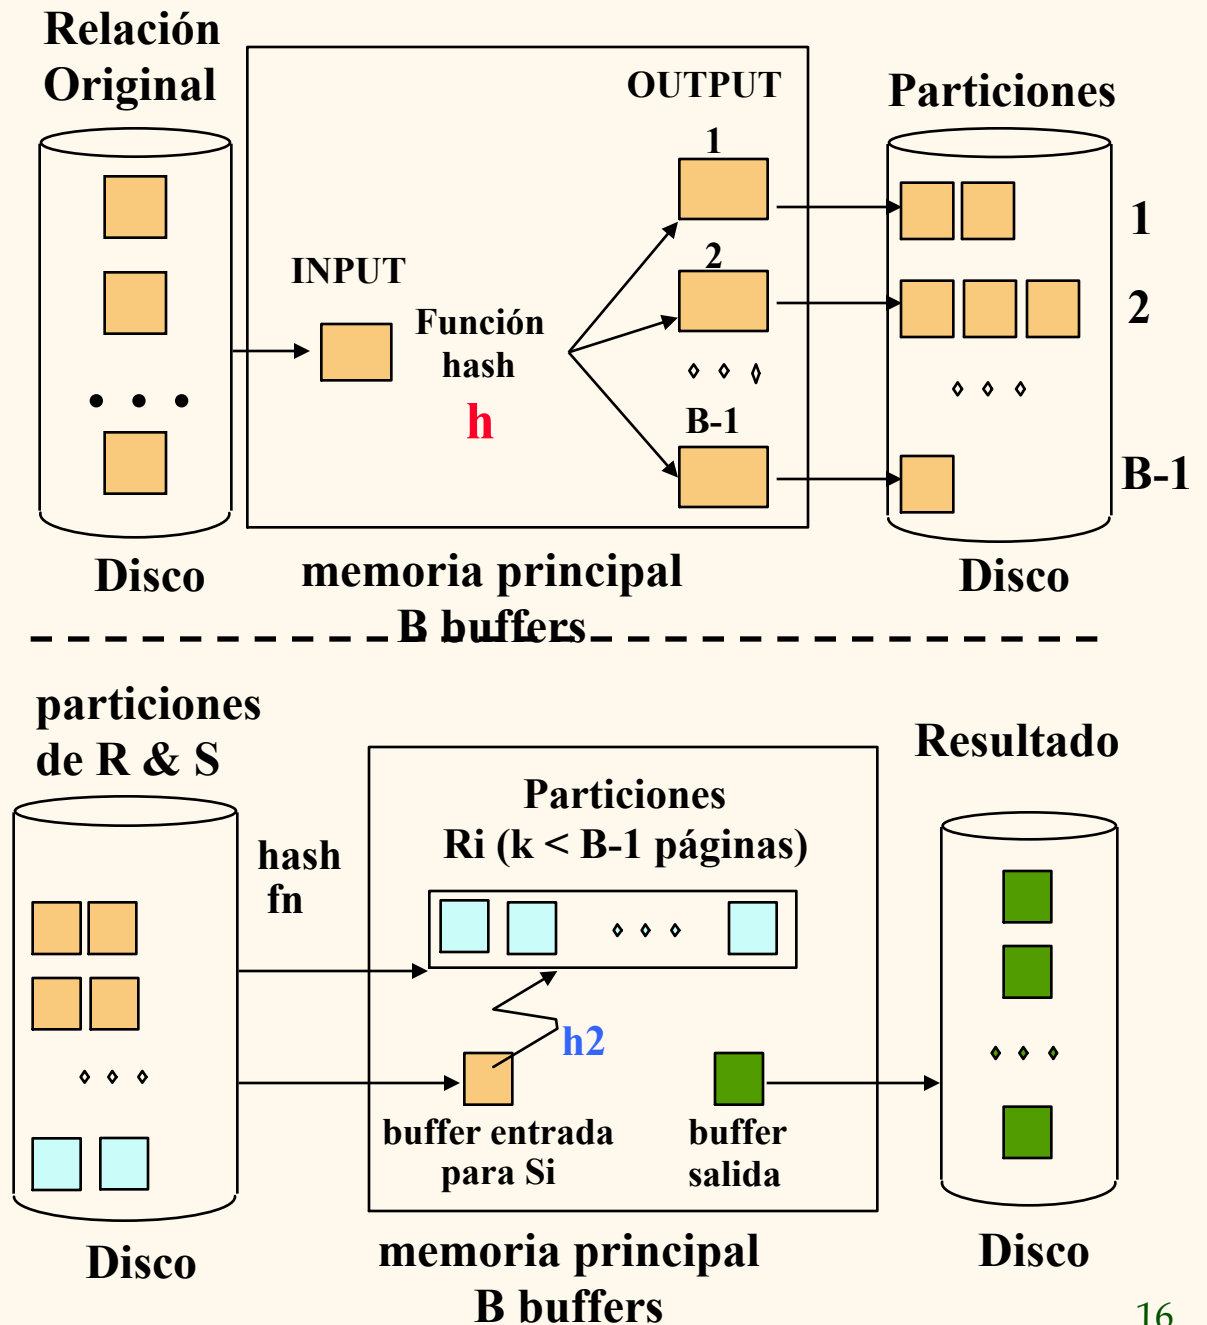 Relación
Original
OUTPUT
Particiones
1
1
INPUT
2
Función
hash
h
2
B-1
B-1
Disco
memoria principal
B buffers
Disco
particiones
de R & S
Resultado
Particiones
Ri (k < B-1 páginas)
hash
fn
h2
buffer entrada
para Si
buffer
salida
Disco
memoria principal
B buffers
Disco
16